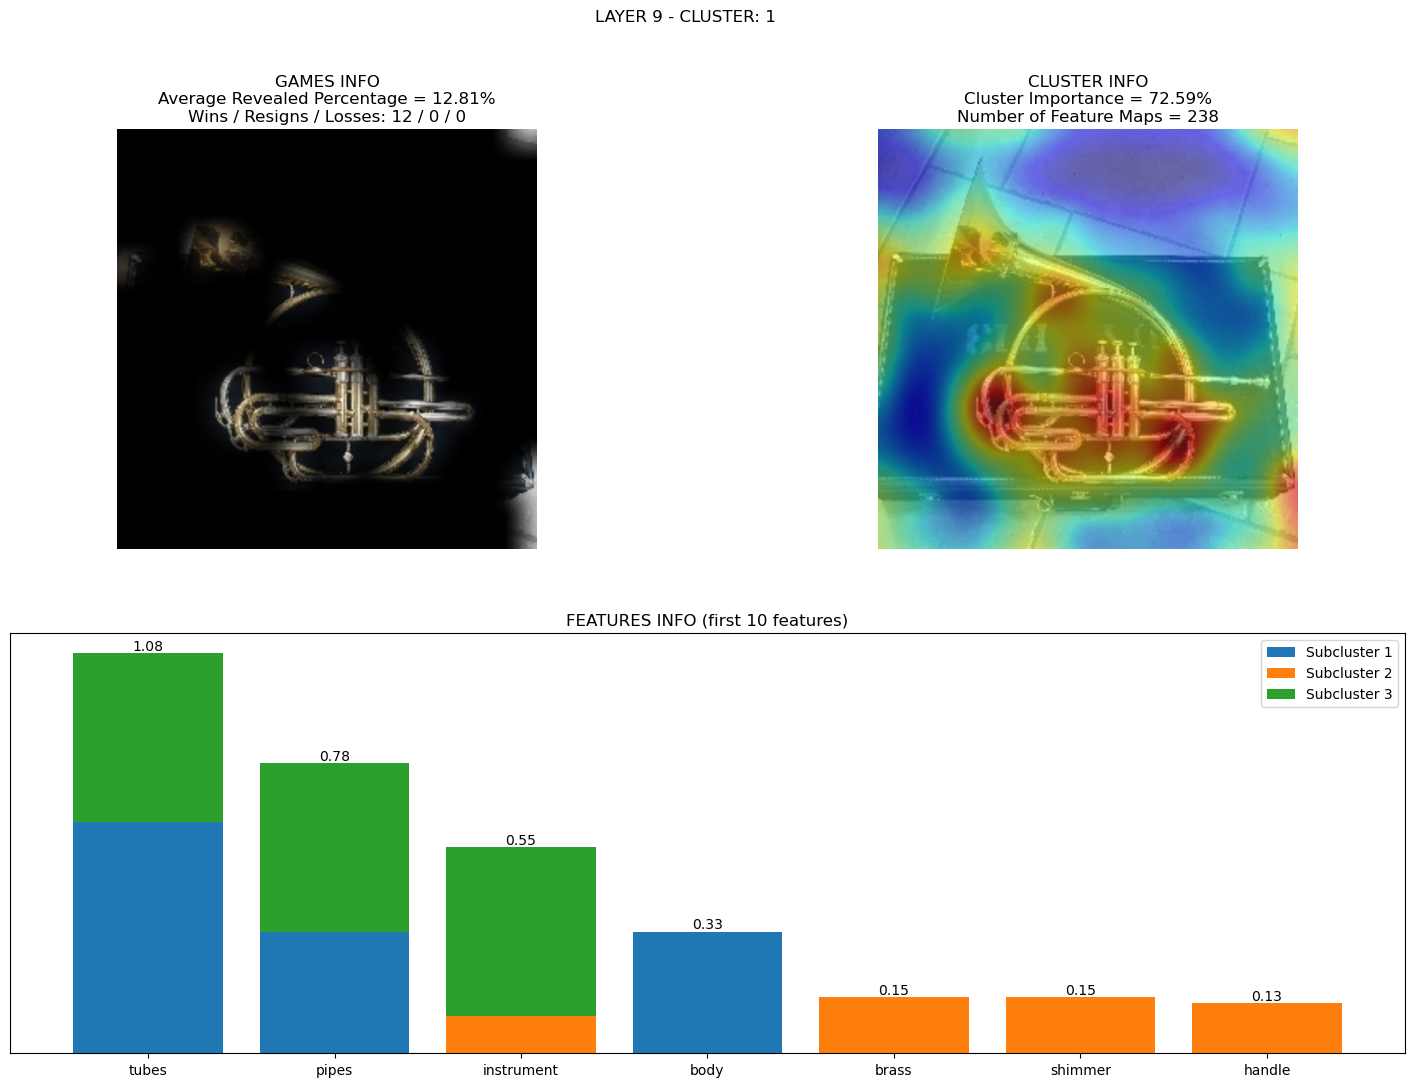 LAYER 9 - CLUSTER: 1
GAMES INFO
Average Revealed Percentage = 12.81%
Wins / Resigns / Losses: 12 / 0 / 0
CLUSTER INFO
Cluster Importance = 72.59%
Number of Feature Maps = 238
FEATURES INFO (first 10 features)
1.08
0.78
0.55
0.33
0.15
0.15
0.13
Subcluster 1
Subcluster 2
Subcluster 3
tubes
pipes
instrument
body
brass
shimmer
handle